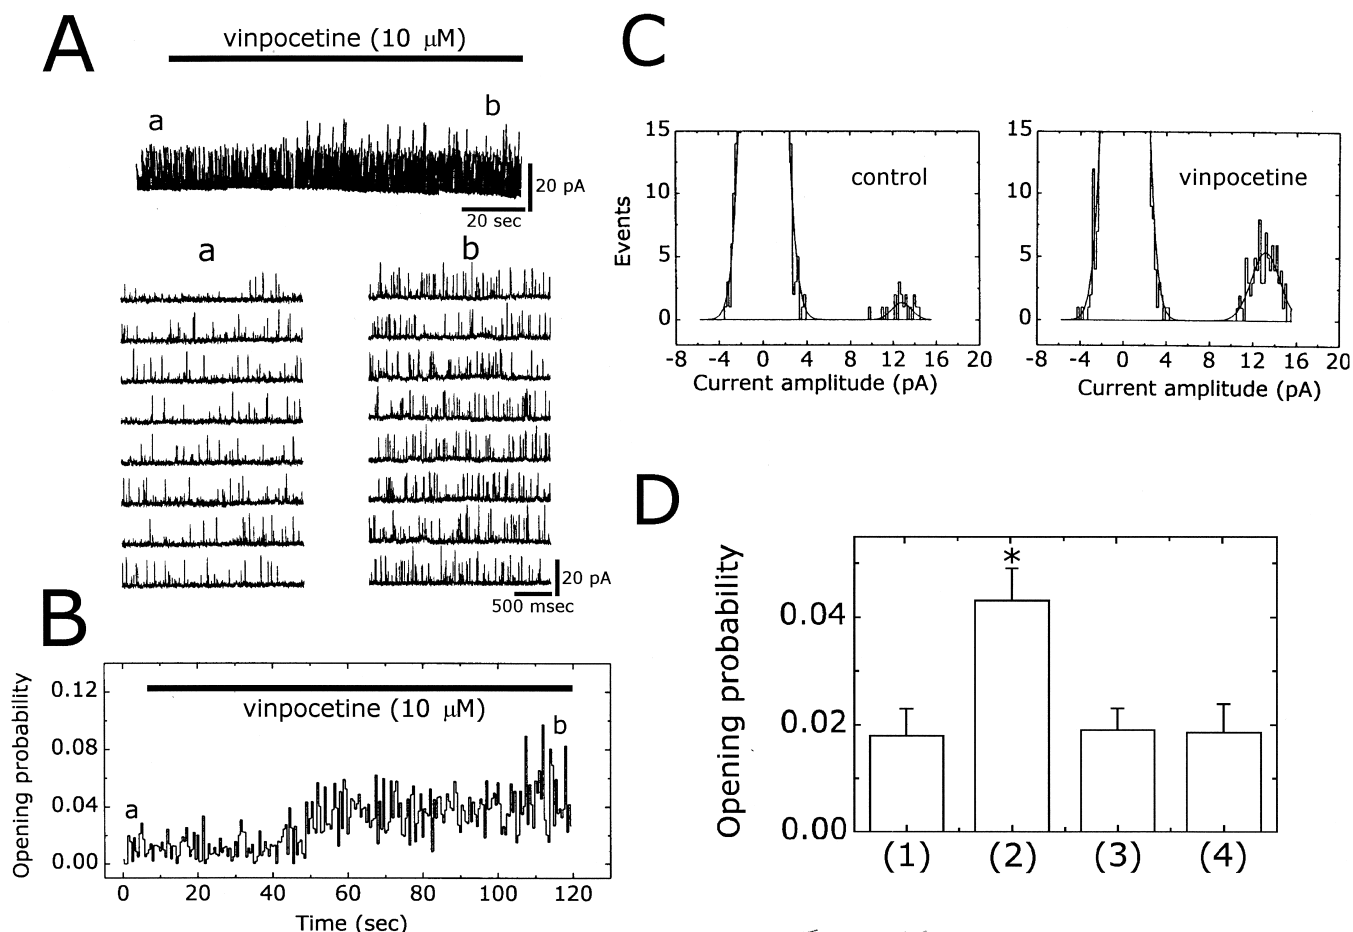 A
vinpocetine (10 μM)
a
b
20 pA
20 sec
a
b
20 pA
500 msec
B
Opening probability
0.12
0.08
0.04
0.00
vinpocetine (10 μM)
a
b
0 20 40 60 80 100 120
Time (sec)
C
Events
15
10
5
0
control
-8 -4 0 4 8 12 16 20
Current amplitude (pA)
15
10
5
0
vinpocetine
-8 -4 0 4 8 12 16 20
Current amplitude (pA)
D
Opening probability
0.04
0.02
0.00
*
(1) (2) (3) (4)